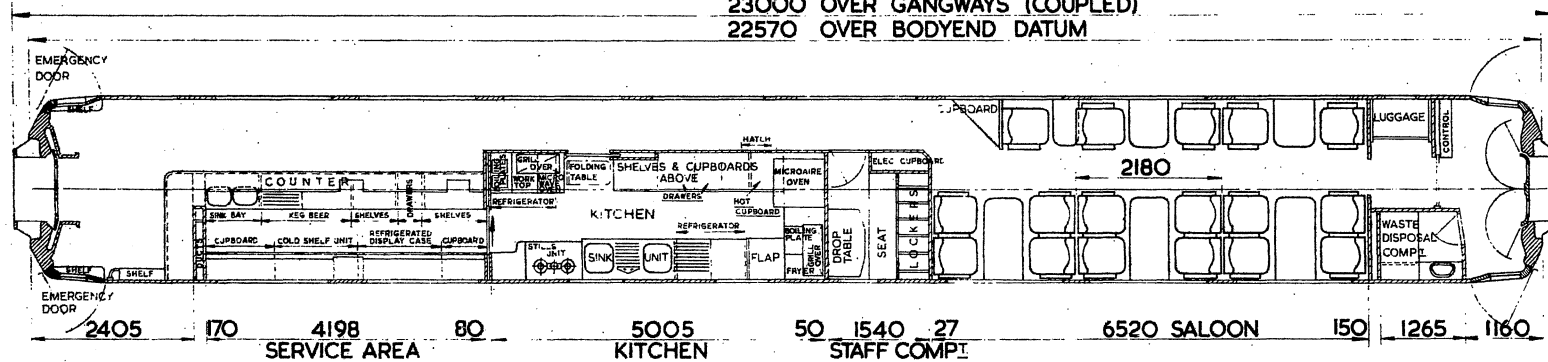 23000 OVER GANGWAYS (COUPLED)
22570 OVER BODYEND DATUM
EMERGENCY
DOOR
SHELF
CUPBOARD
LUGGAGE
CONTROL
HATCH
GRILL
OVER
WORK
TOP
FOLDING
TABLE
SHELVES & CUPBOARDS
ABOVE
MICROAIRE
OVEN
ELEC CUPBOARD
2180
COUNTER
DRAWERS
REFRIGERATOR
DRAWERS
HOT
CUPBOARD
KITCHEN
SINK BAY
KEG BEER
SHELVES
SHELVES
LOCKERS
REFRIGERATOR
CUPBOARD
COLD SHELF UNIT
REFRIGERATED
DISPLAY CASE
CUPBOARD
STILLS
UNIT
SINK
UNIT
FLAP
BOILING
PLATE
FRYER
GRILL
OVER
DROP
TABLE
SEAT
WASTE
DISPOSAL
COMPT
SHELF
SHELF
EMERGENCY
DOOR
2405
170
4198
80
5005
50
1540
27
6520 SALOON
150
1265
1160
SERVICE AREA
KITCHEN
STAFF COMPT